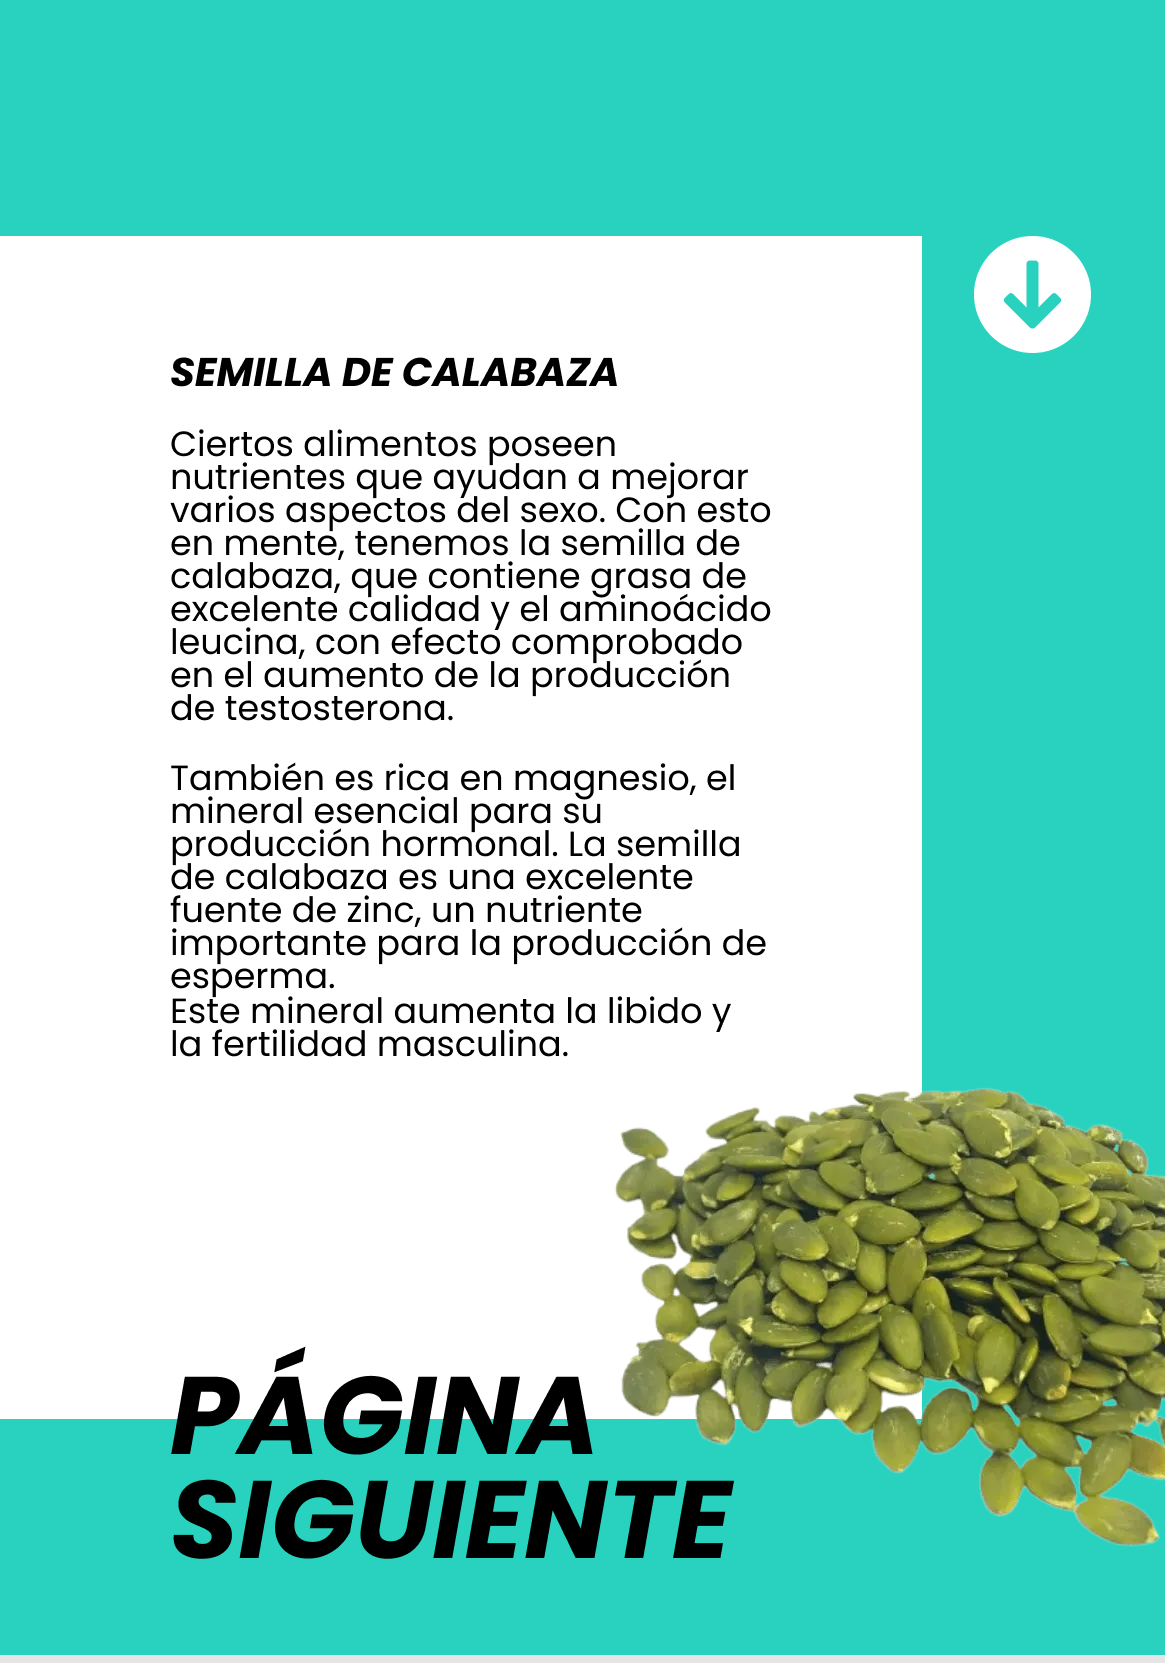 SEMILLA DE CALABAZA
Ciertos alimentos poseen
nutrientes que ayudan a mejorar
varios aspectos del sexo. Con esto
en mente, tenemos la semilla de
calabaza, que contiene grasa de
excelente calidad y el aminoácido
leucina, con efecto comprobado
en el aumento de la producción
de testosterona.
También es rica en magnesio, el
mineral esencial para su
producción hormonal. La semilla
de calabaza es una excelente
fuente de zinc, un nutriente
importante para la producción de
esperma.
Este mineral aumenta la libido y
la fertilidad masculina.
PÁGINA
SIGUIENTE